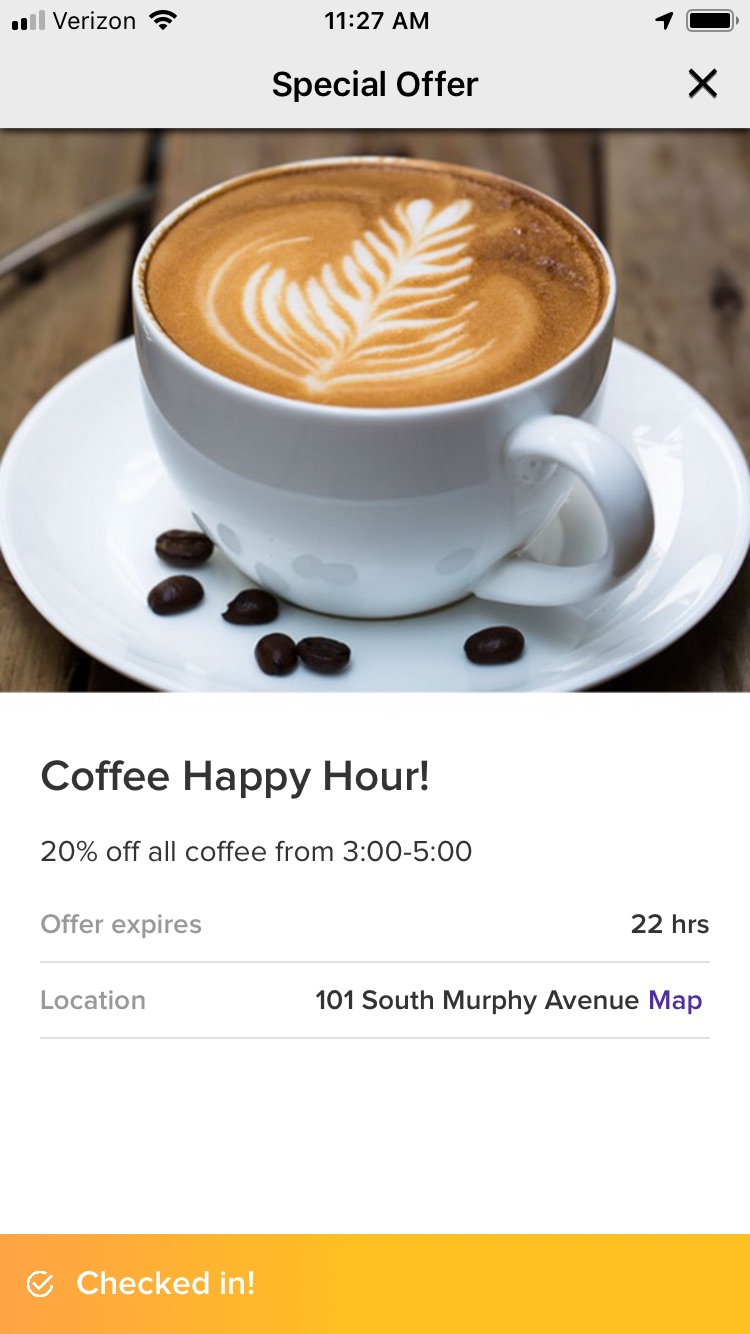 Verizon 11:27 AM
Special Offer
Coffee Happy Hour!
20% off all coffee from 3:00-5:00
Offer expires 22 hrs
Location 101 South Murphy Avenue Map
Checked in!